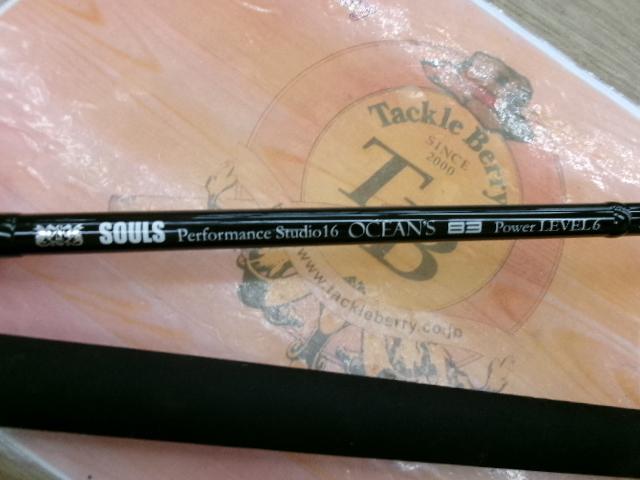 Tackle Berry
SINCE
2000
TB
SOULS Performance Studio16 OCEAN'S 83 Power LEVEL6
www.tackleberry.co.jp